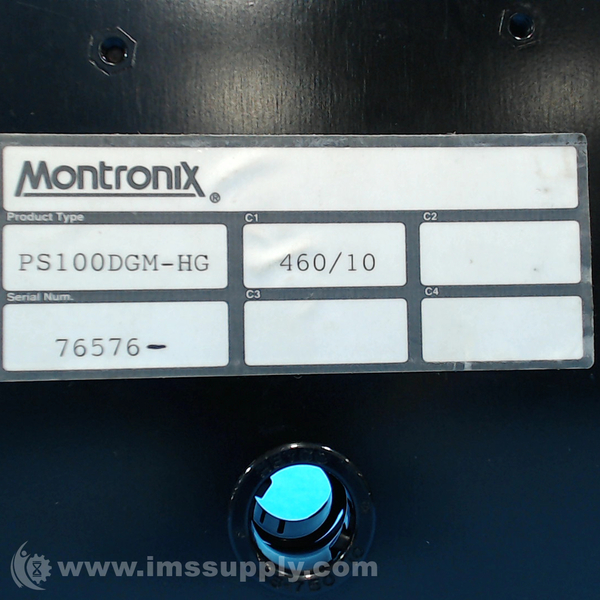 Montronix ®
Product Type
C1
C2
PS100DGM-HG
460/10
Serial Num.
C3
C4
76576-
www.imssupply.com